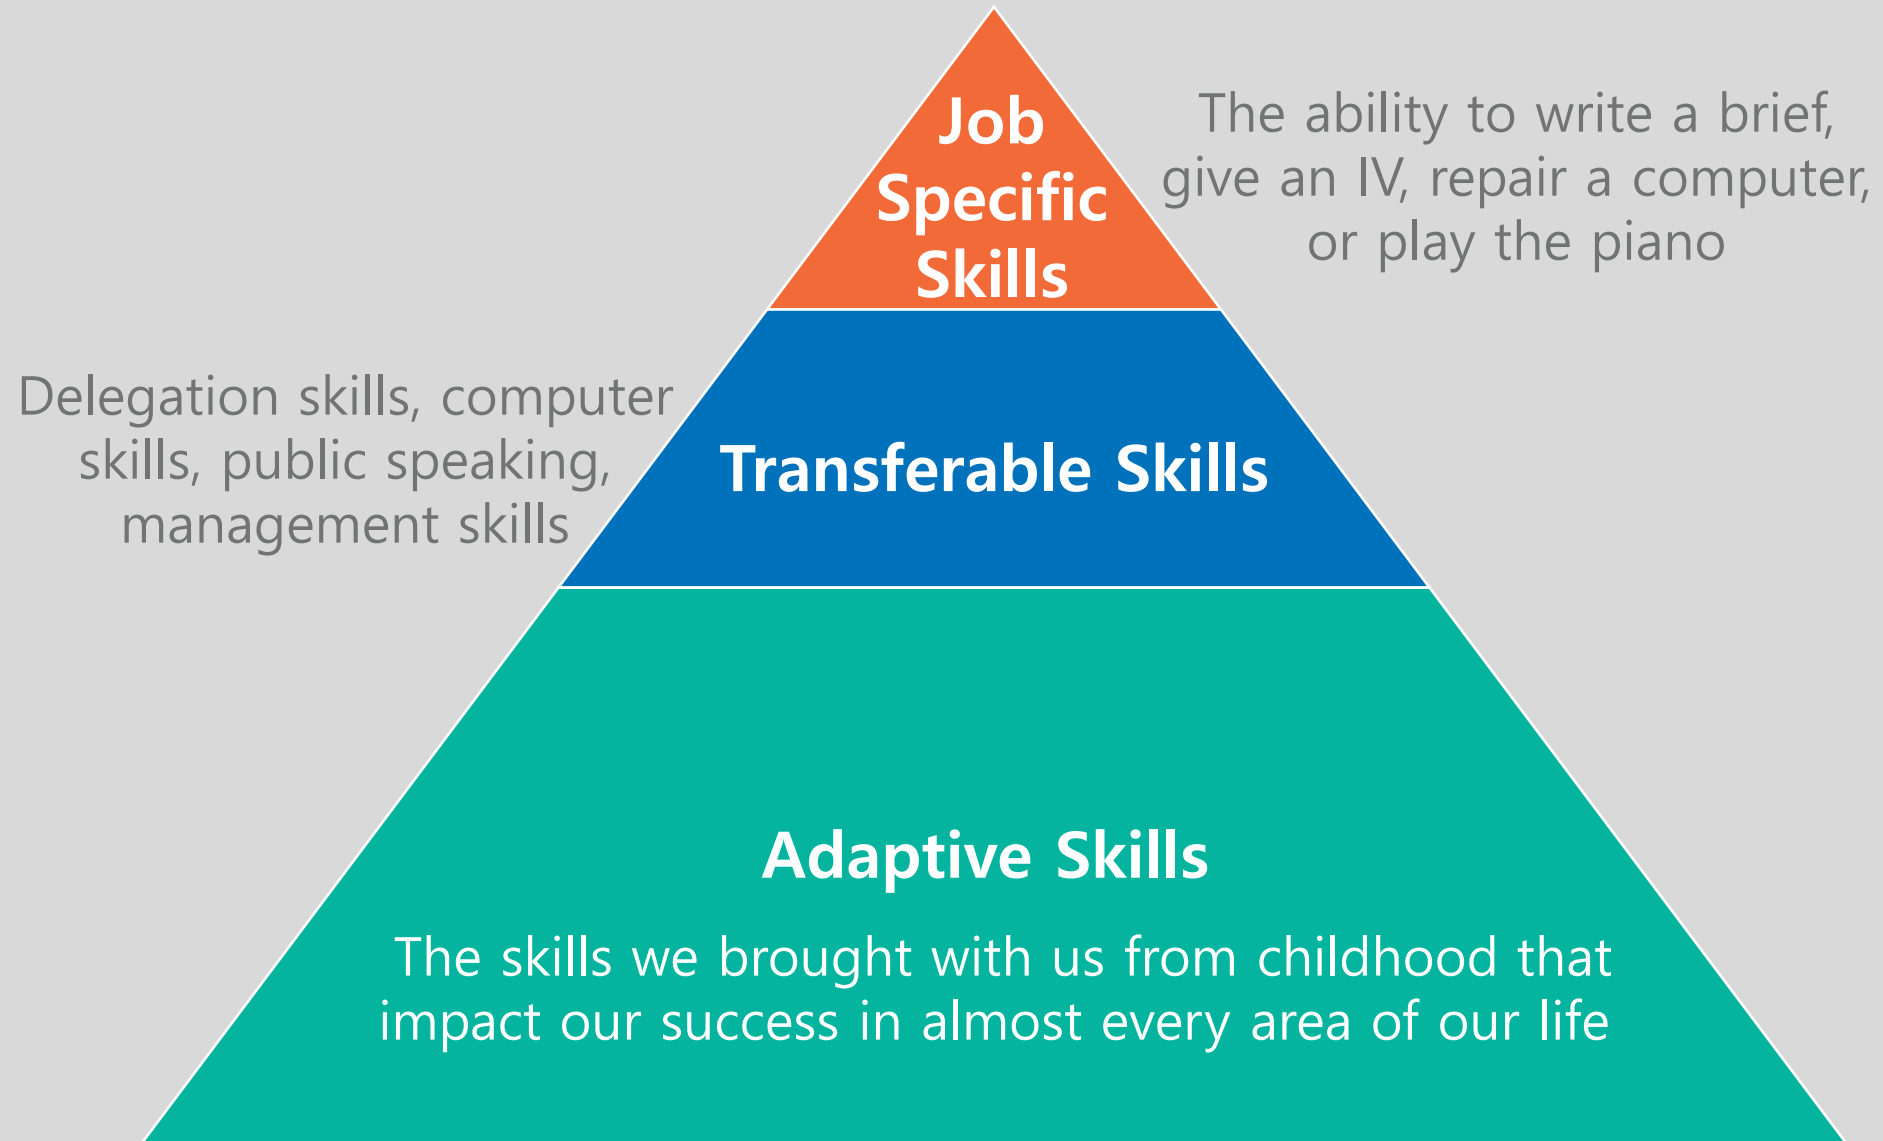 Job
Specific
Skills
The ability to write a brief,
give an IV, repair a computer,
or play the piano
Delegation skills, computer
skills, public speaking,
management skills
Transferable Skills
Adaptive Skills
The skills we brought with us from childhood that
impact our success in almost every area of our life